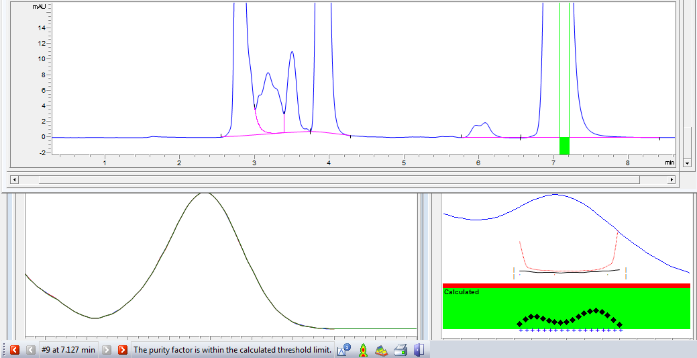 mAU
14
12
10
8
6
4
2
0
-2
1 2 3 4 5 6 7 8 min
Calculated
#9 at 7.127 min The purity factor is within the calculated threshold limit.